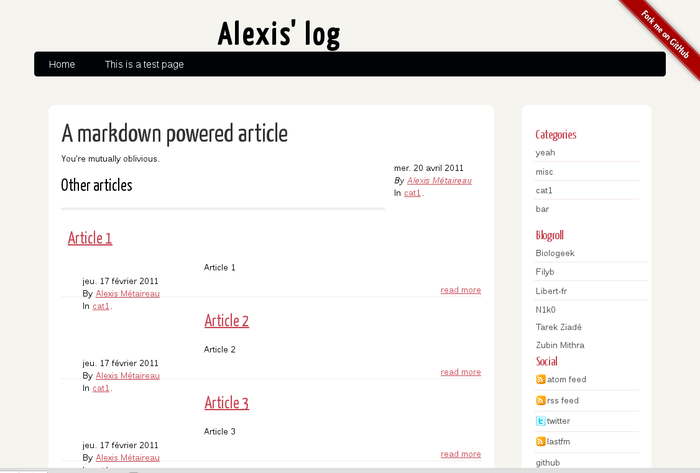 Alexis' log
Fork me on GitHub
Home
This is a test page
A markdown powered article
You're mutually oblivious.
mer. 20 avril 2011
By Alexis Métaireau
In cat1.
Other articles
Article 1
Article 1
jeu. 17 février 2011
By Alexis Métaireau
In cat1.
read more
Article 2
Article 2
jeu. 17 février 2011
By Alexis Métaireau
In cat1.
read more
Article 3
Article 3
jeu. 17 février 2011
By Alexis Métaireau
read more
Categories
yeah
misc
cat1
bar
Blogroll
Biologeek
Filyb
Libert-fr
N1k0
Tarek Ziadé
Zubin Mithra
Social
atom feed
rss feed
twitter
lastfm
github